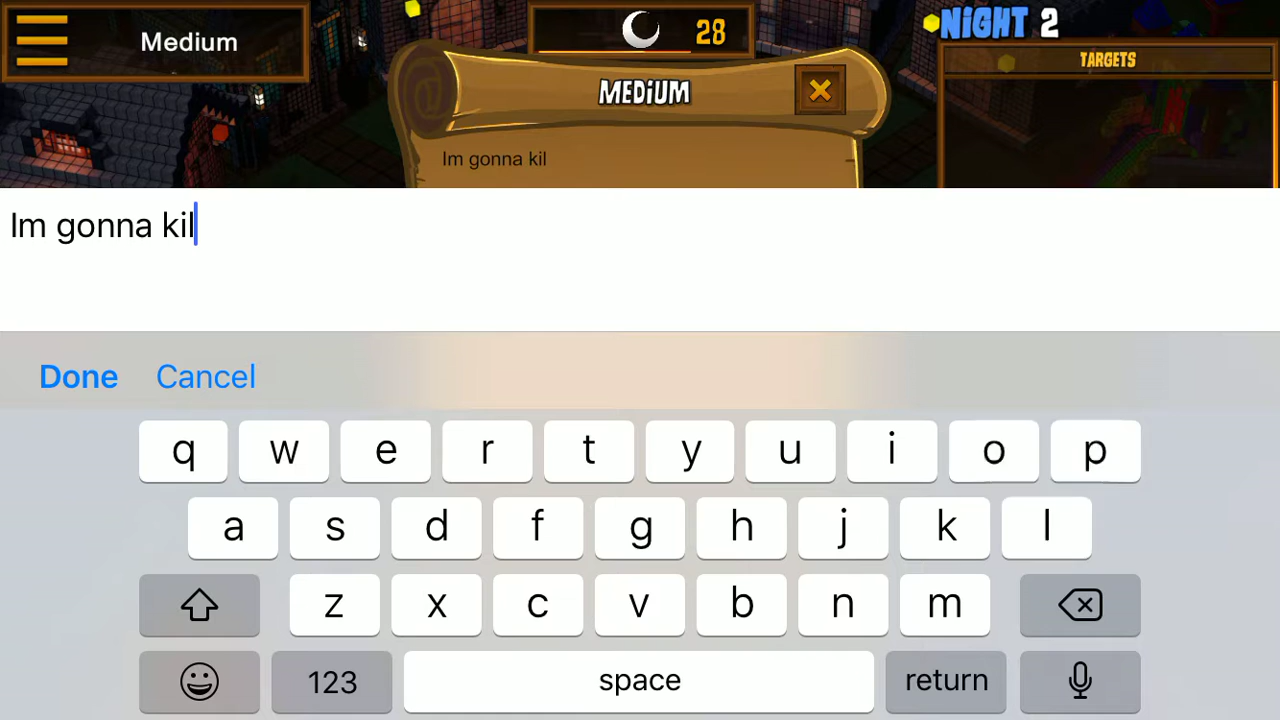 Medium
28
NiGHT 2
TARGETS
MEDiUM
Im gonna kil
Im gonna kil
Done Cancel
q w e r t y u i o p
a s d f g h j k l
z x c v b n m
123 space return